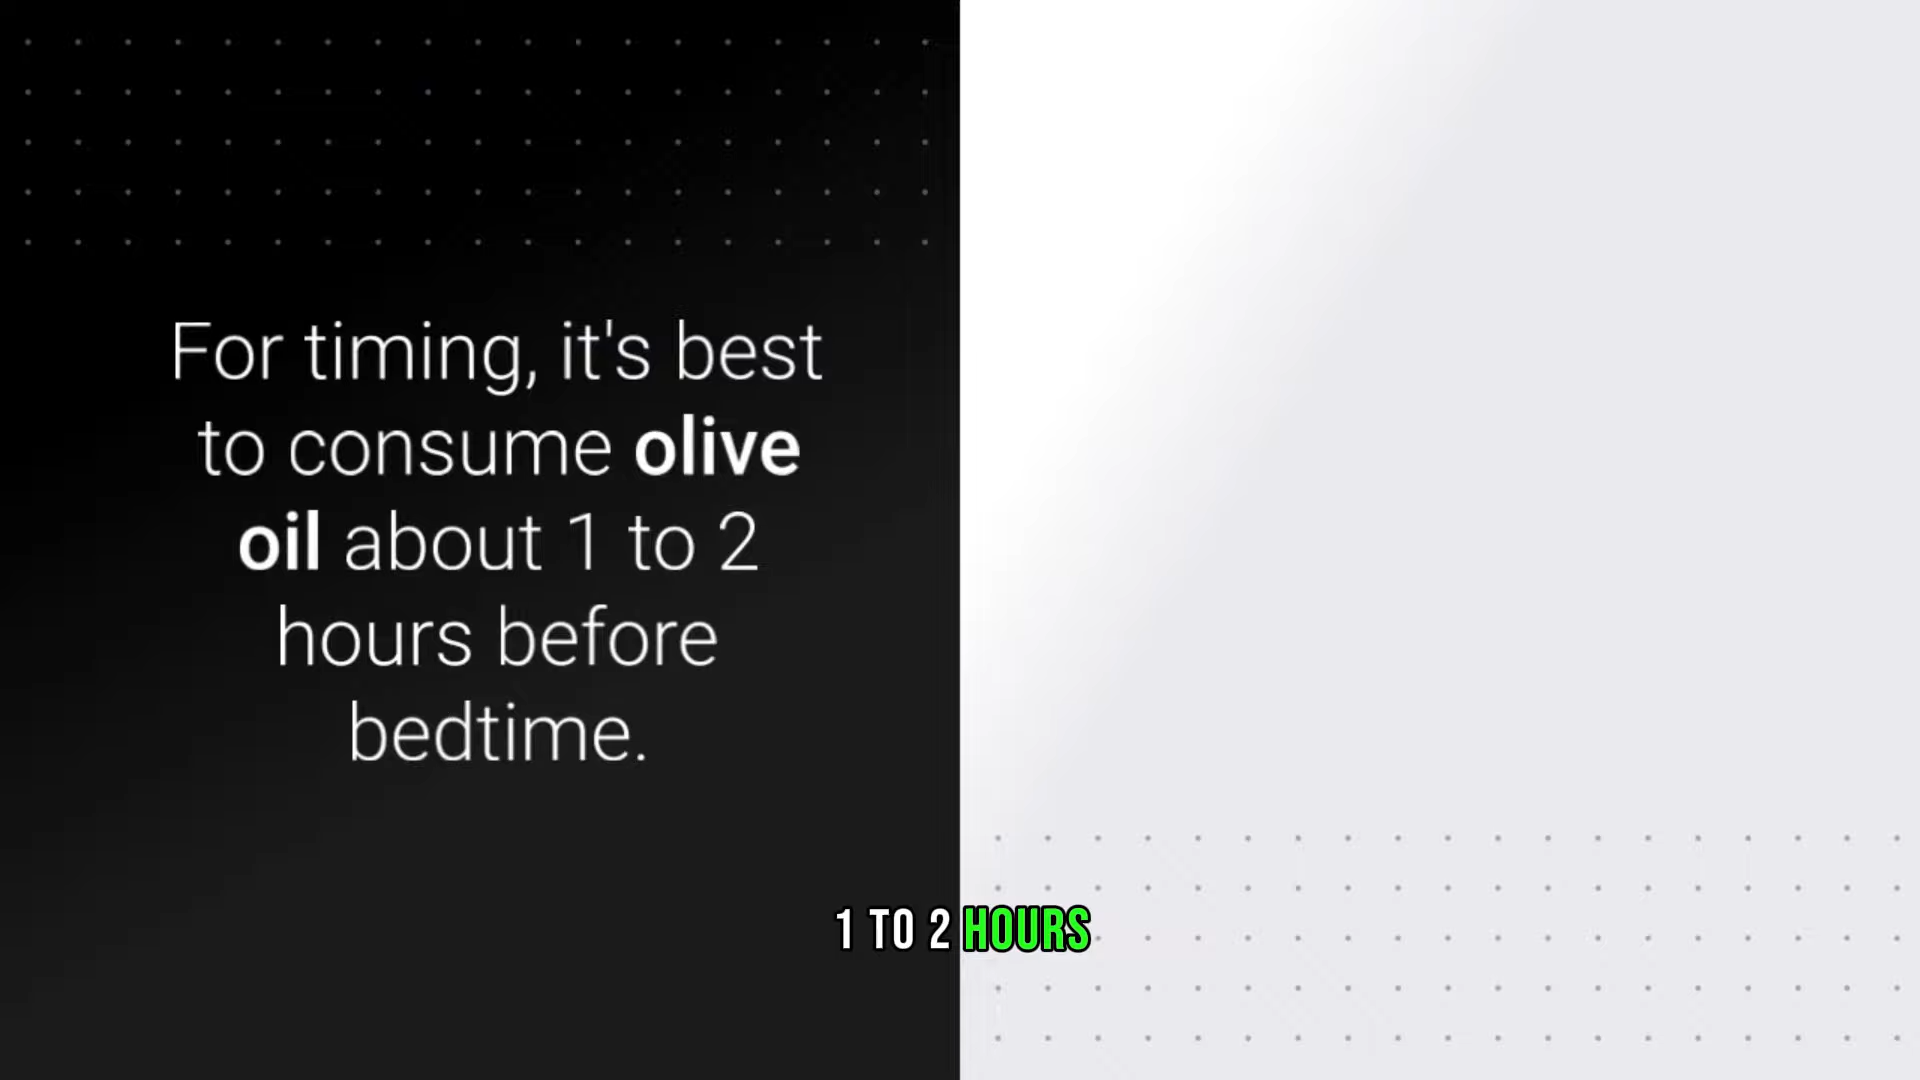 For timing, it's best
to consume olive
oil about 1 to 2
hours before
bedtime.
1 TO 2 HOURS